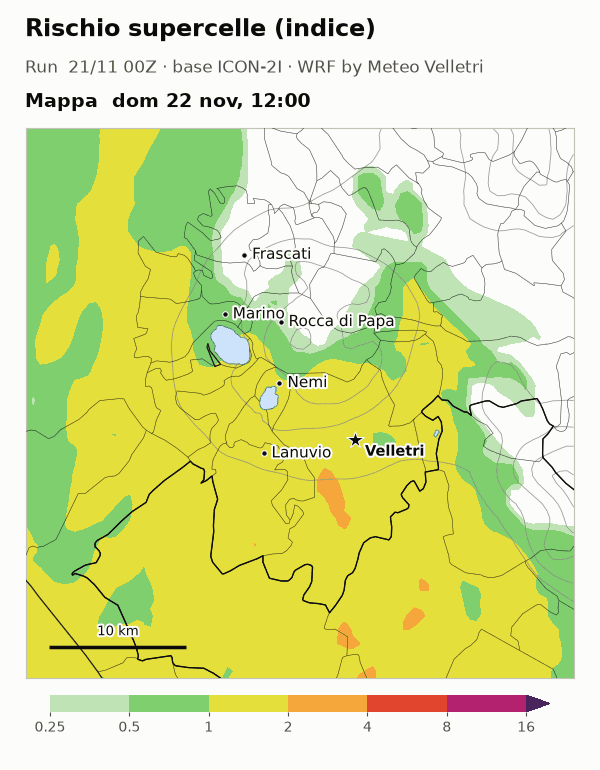 Rischio supercelle (indice)
Run  21/11 00Z · base ICON-2I · WRF by Meteo Velletri
Mappa  dom 22 nov, 12:00
Frascati
Marino
Rocca di Papa
Nemi
Velletri
Lanuvio
10 km
0.25 0.5 1 2 4 8 16